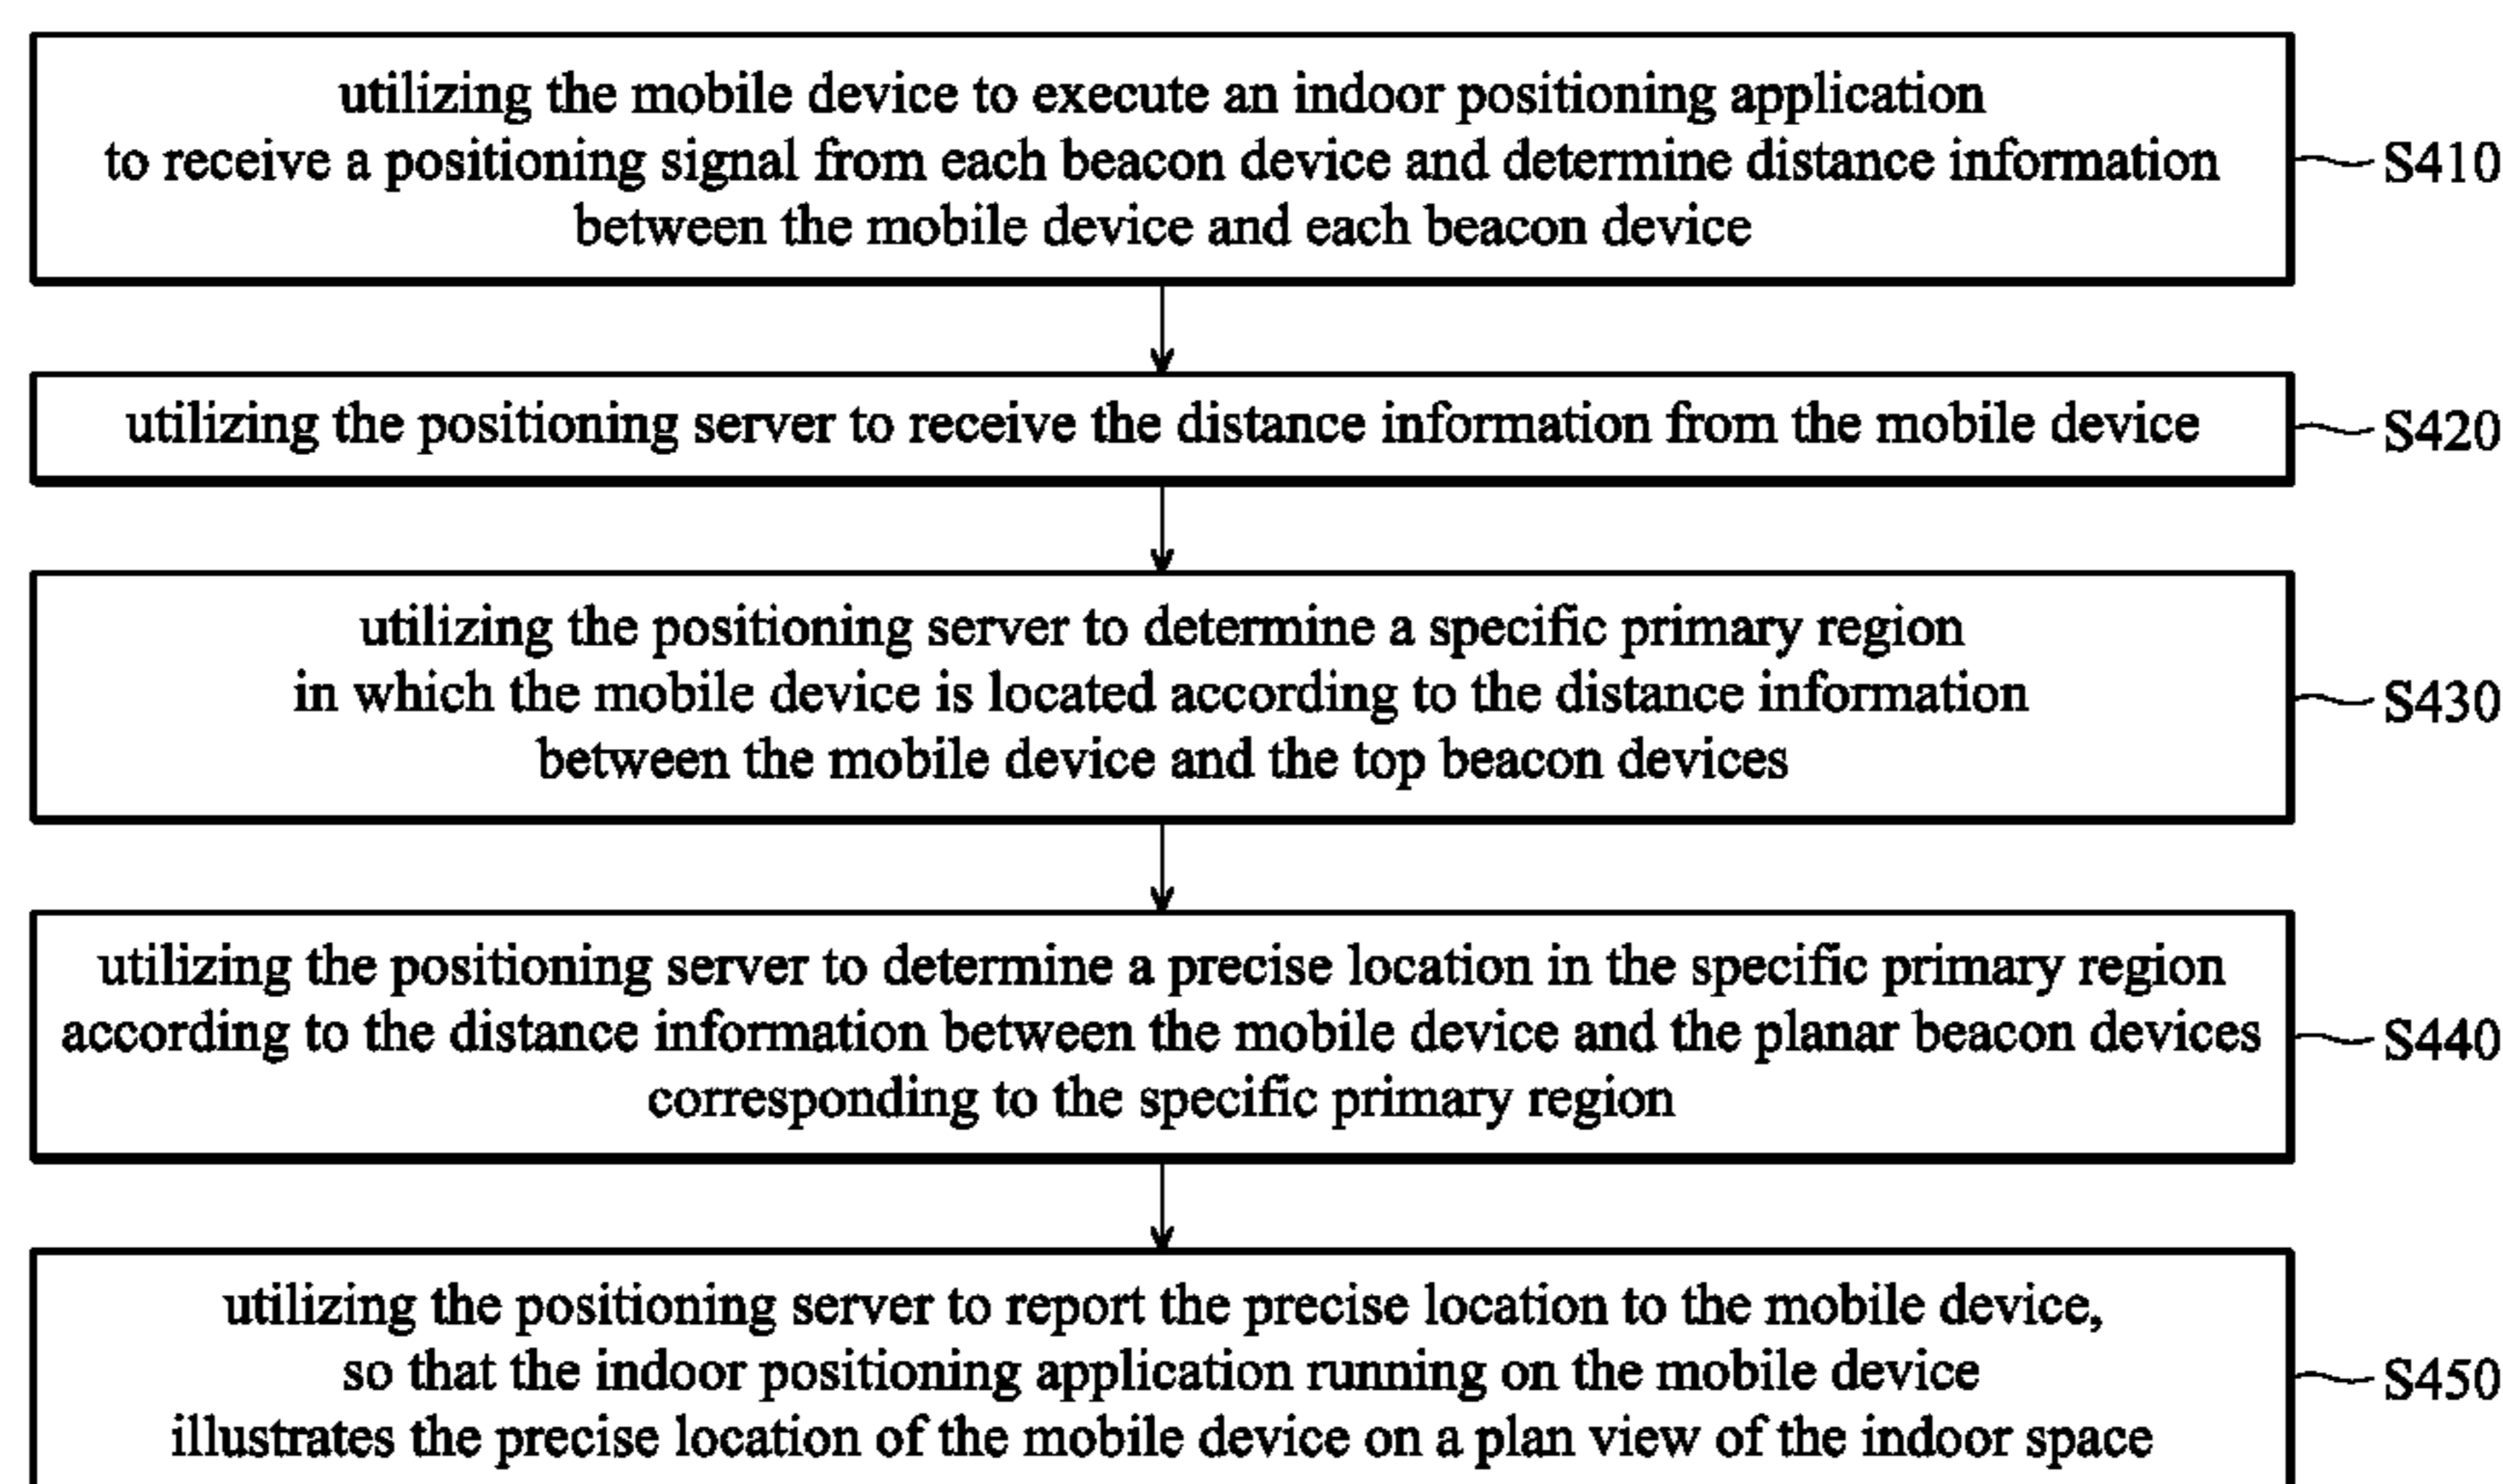 utilizing the mobile device to execute an indoor positioning application
to receive a positioning signal from each beacon device and determine distance information
between the mobile device and each beacon device
S410
utilizing the positioning server to receive the distance information from the mobile device
S420
utilizing the positioning server to determine a specific primary region
in which the mobile device is located according to the distance information
between the mobile device and the top beacon devices
S430
utilizing the positioning server to determine a precise location in the specific primary region
according to the distance information between the mobile device and the planar beacon devices
corresponding to the specific primary region
S440
utilizing the positioning server to report the precise location to the mobile device,
so that the indoor positioning application running on the mobile device
illustrates the precise location of the mobile device on a plan view of the indoor space
S450